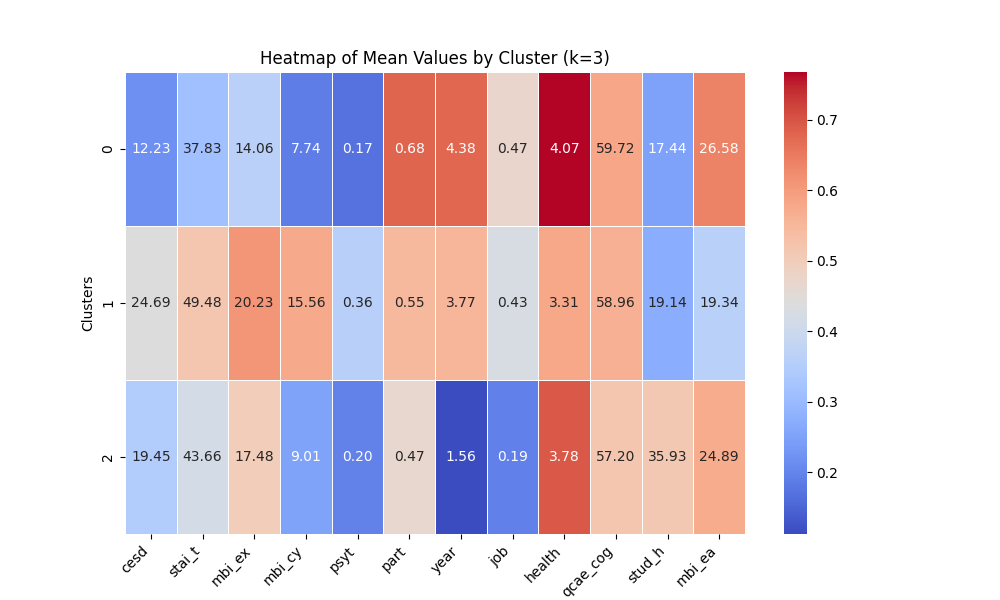 Heatmap of Mean Values by Cluster (k=3)
Clusters
0 12.23 37.83 14.06 7.74 0.17 0.68 4.38 0.47 4.07 59.72 17.44 26.58
1 24.69 49.48 20.23 15.56 0.36 0.55 3.77 0.43 3.31 58.96 19.14 19.34
2 19.45 43.66 17.48 9.01 0.20 0.47 1.56 0.19 3.78 57.20 35.93 24.89
cesd stai_t mbi_ex mbi_cy psyt part year job health qcae_cog stud_h mbi_ea
0.7
0.6
0.5
0.4
0.3
0.2